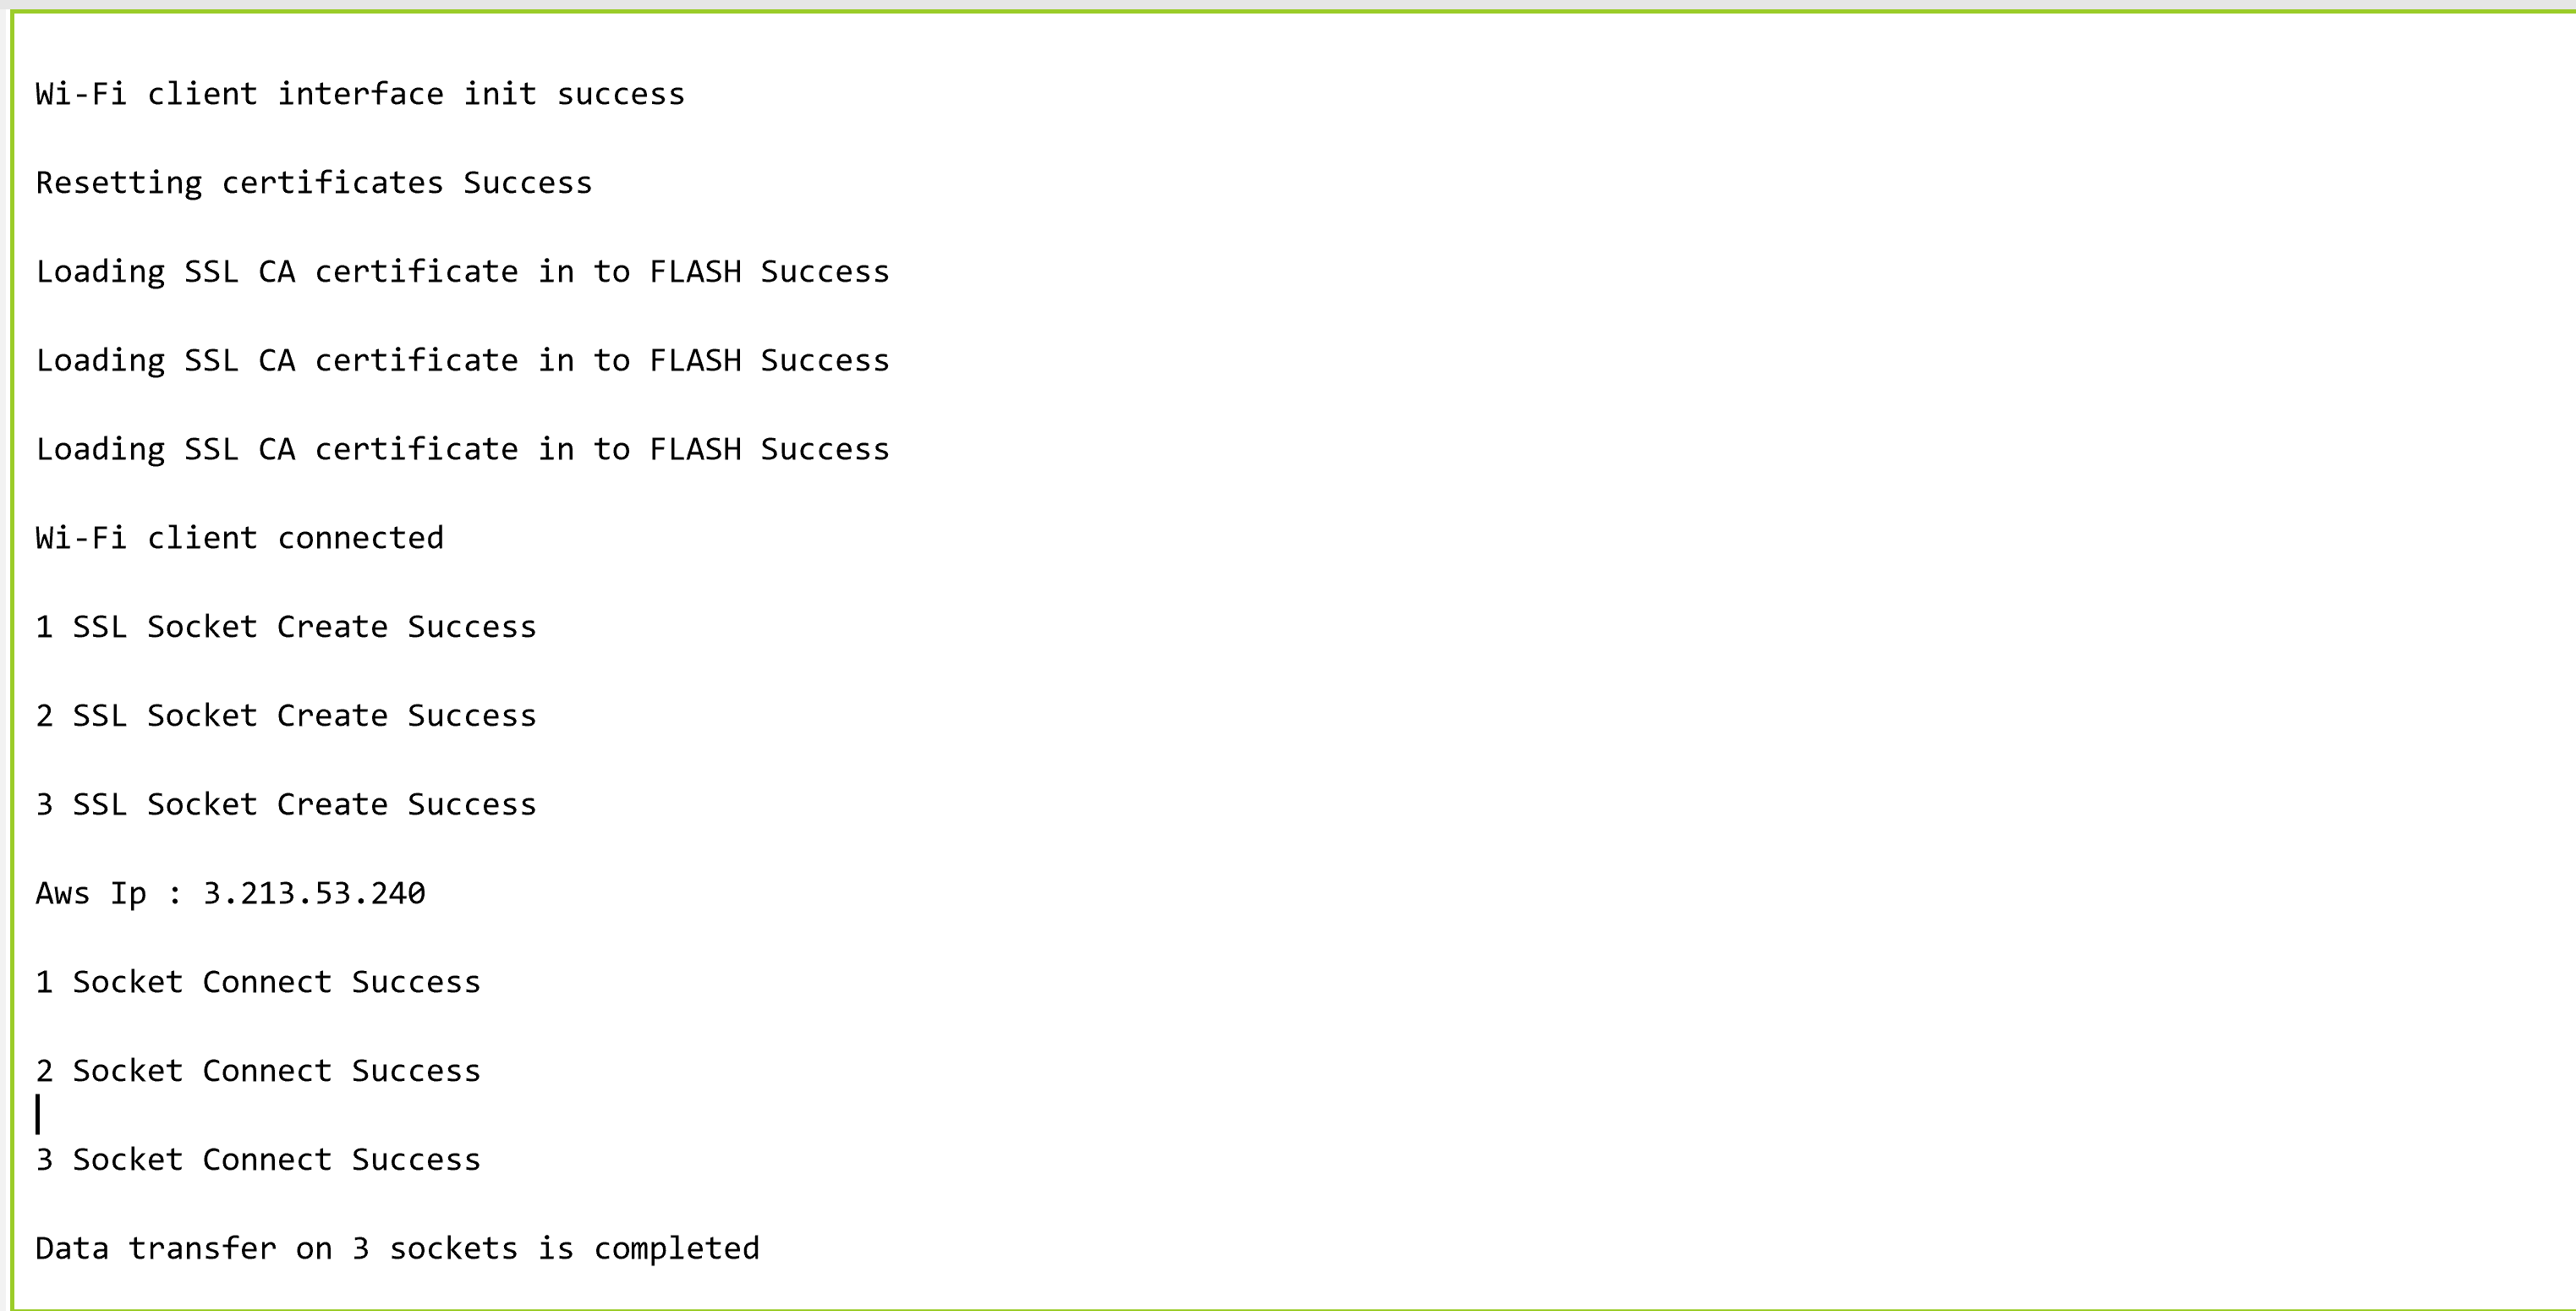 Wi-Fi client interface init success
Resetting certificates Success
Loading SSL CA certificate in to FLASH Success
Loading SSL CA certificate in to FLASH Success
Loading SSL CA certificate in to FLASH Success
Wi-Fi client connected
1 SSL Socket Create Success
2 SSL Socket Create Success
3 SSL Socket Create Success
Aws Ip : 3.213.53.240
1 Socket Connect Success
2 Socket Connect Success
3 Socket Connect Success
Data transfer on 3 sockets is completed